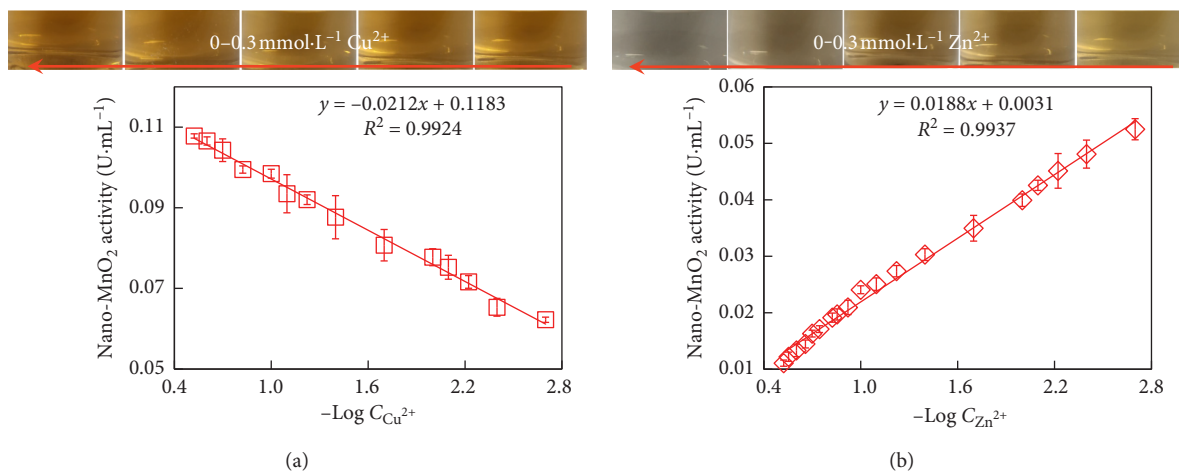 0–0.3 mmol·L⁻¹ Cu²⁺
y = −0.0212x + 0.1183
R² = 0.9924
Nano-MnO₂ activity (U·mL⁻¹)
0.11
0.09
0.07
0.05
0.4 1.0 1.6 2.2 2.8
−Log C_Cu²⁺
(a)
0–0.3 mmol·L⁻¹ Zn²⁺
y = 0.0188x + 0.0031
R² = 0.9937
Nano-MnO₂ activity (U·mL⁻¹)
0.06
0.05
0.04
0.03
0.02
0.01
0.4 1.0 1.6 2.2 2.8
−Log C_Zn²⁺
(b)